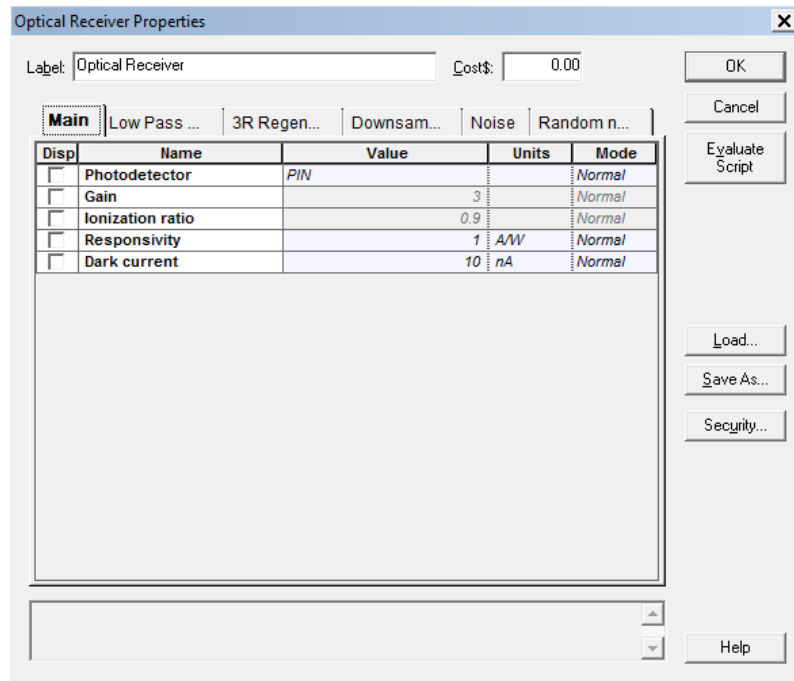 Optical Receiver Properties
Label: Optical Receiver Cost$: 0.00 OK
Cancel
Main Low Pass ... 3R Regen... Downsam... Noise Random n...
Evaluate
Script
Disp Name Value Units Mode
Photodetector PIN Normal
Gain 3 Normal
Ionization ratio 0.9 Normal
Responsivity 1 A/W Normal
Dark current 10 nA Normal
Load...
Save As...
Security...
Help